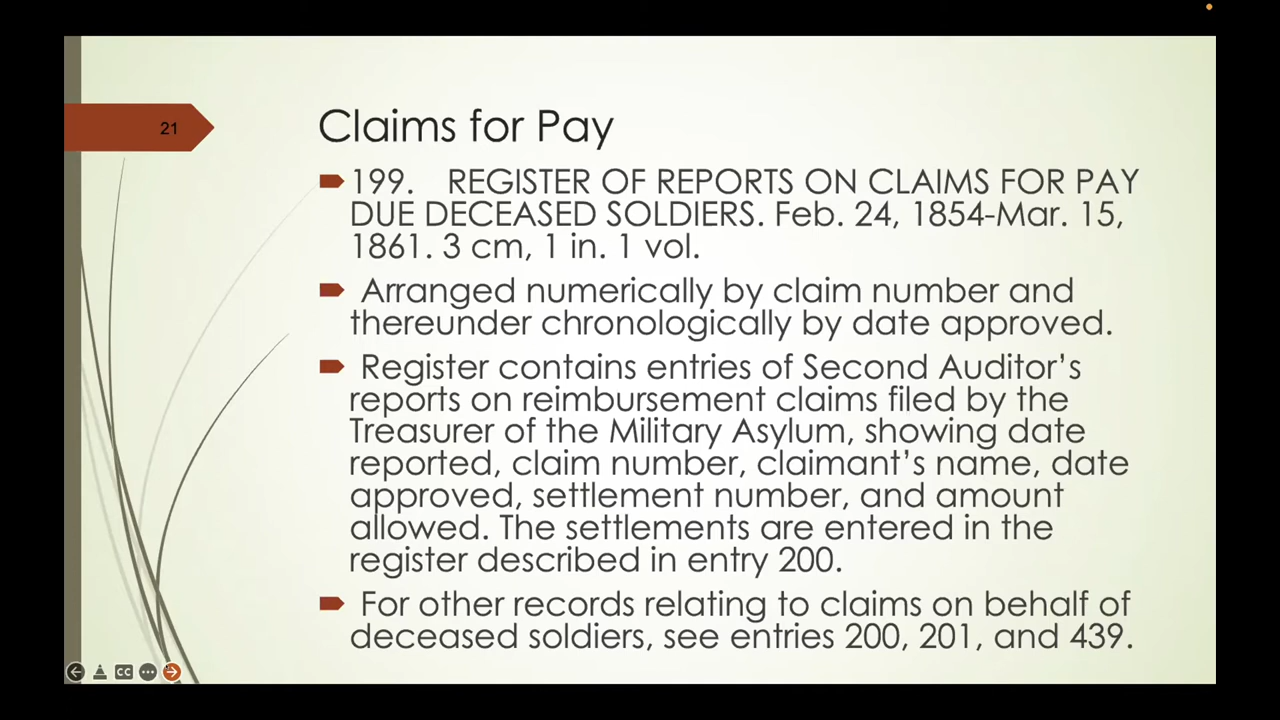 21
Claims for Pay
199. REGISTER OF REPORTS ON CLAIMS FOR PAY
DUE DECEASED SOLDIERS. Feb. 24, 1854-Mar. 15,
1861. 3 cm, 1 in. 1 vol.
Arranged numerically by claim number and
thereunder chronologically by date approved.
Register contains entries of Second Auditor’s
reports on reimbursement claims filed by the
Treasurer of the Military Asylum, showing date
reported, claim number, claimant’s name, date
approved, settlement number, and amount
allowed. The settlements are entered in the
register described in entry 200.
For other records relating to claims on behalf of
deceased soldiers, see entries 200, 201, and 439.
CC